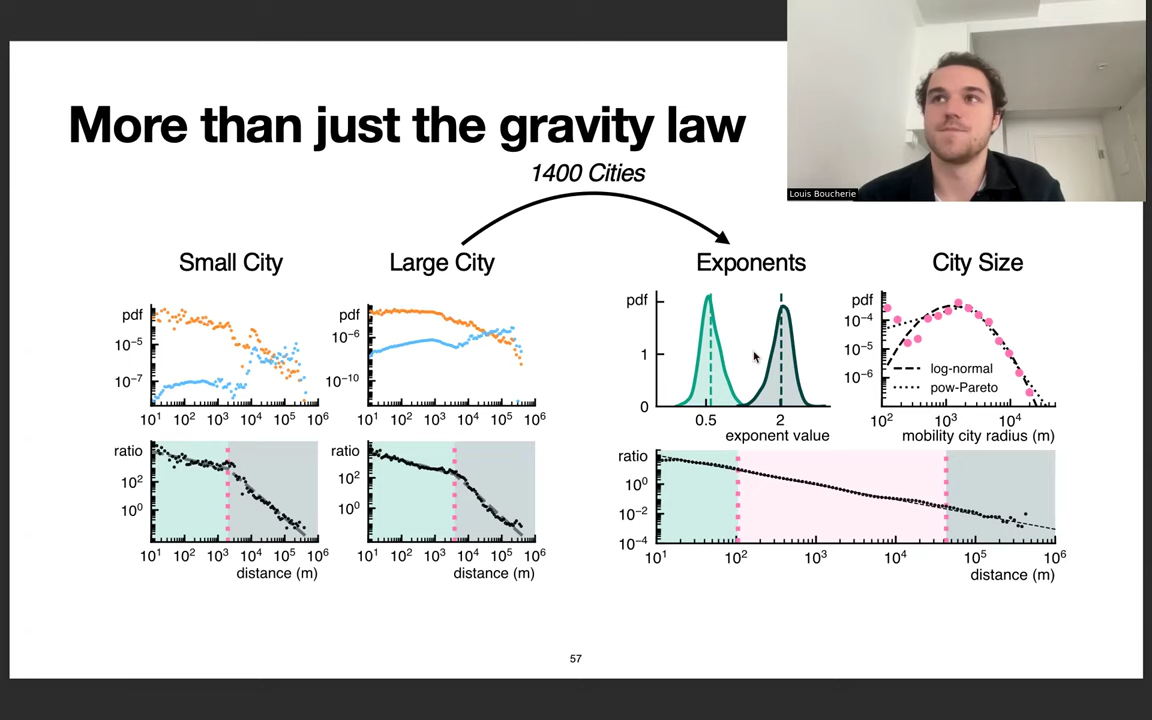 More than just the gravity law
1400 Cities
Louis Boucherie
Small City
Large City
Exponents
City Size
pdf
10⁻⁵
10⁻⁷
10¹ 10² 10³ 10⁴ 10⁵ 10⁶
pdf
10⁻⁶
10⁻¹⁰
10¹ 10² 10³ 10⁴ 10⁵ 10⁶
pdf
1
0
0.5 2
exponent value
pdf
10⁻⁴
10⁻⁵
10⁻⁶
log-normal
pow-Pareto
10² 10³ 10⁴
mobility city radius (m)
ratio
10²
10⁰
10¹ 10² 10³ 10⁴ 10⁵ 10⁶
distance (m)
ratio
10²
10⁰
10¹ 10² 10³ 10⁴ 10⁵ 10⁶
distance (m)
ratio
10⁰
10⁻²
10⁻⁴
10¹ 10² 10³ 10⁴ 10⁵ 10⁶
distance (m)
57